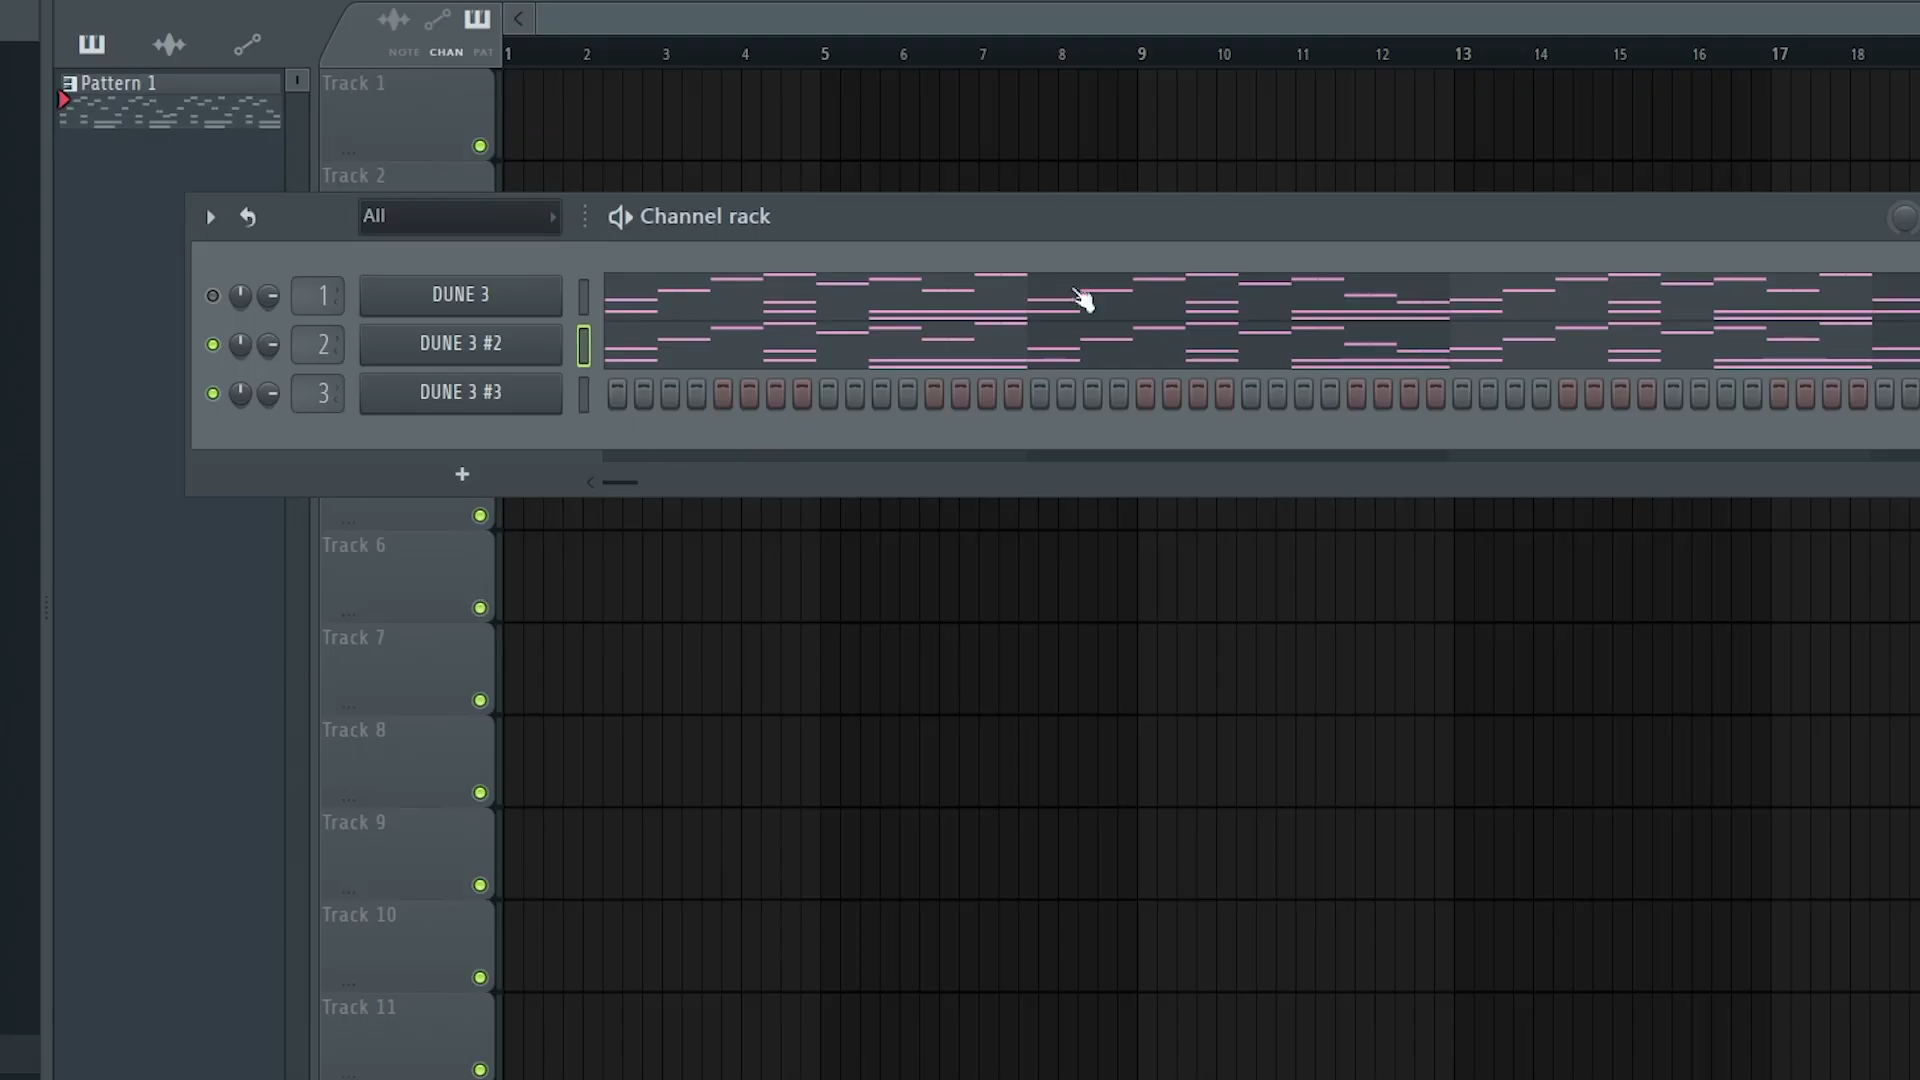 NOTE CHAN PAT
1 2 3 4 5 6 7 8 9 10 11 12 13 14 15 16 17 18
Pattern 1
Track 1
...
Track 2
All
Channel rack
1 DUNE 3
2 DUNE 3 #2
3 DUNE 3 #3
+
...
Track 6
...
Track 7
...
Track 8
...
Track 9
...
Track 10
...
Track 11
...